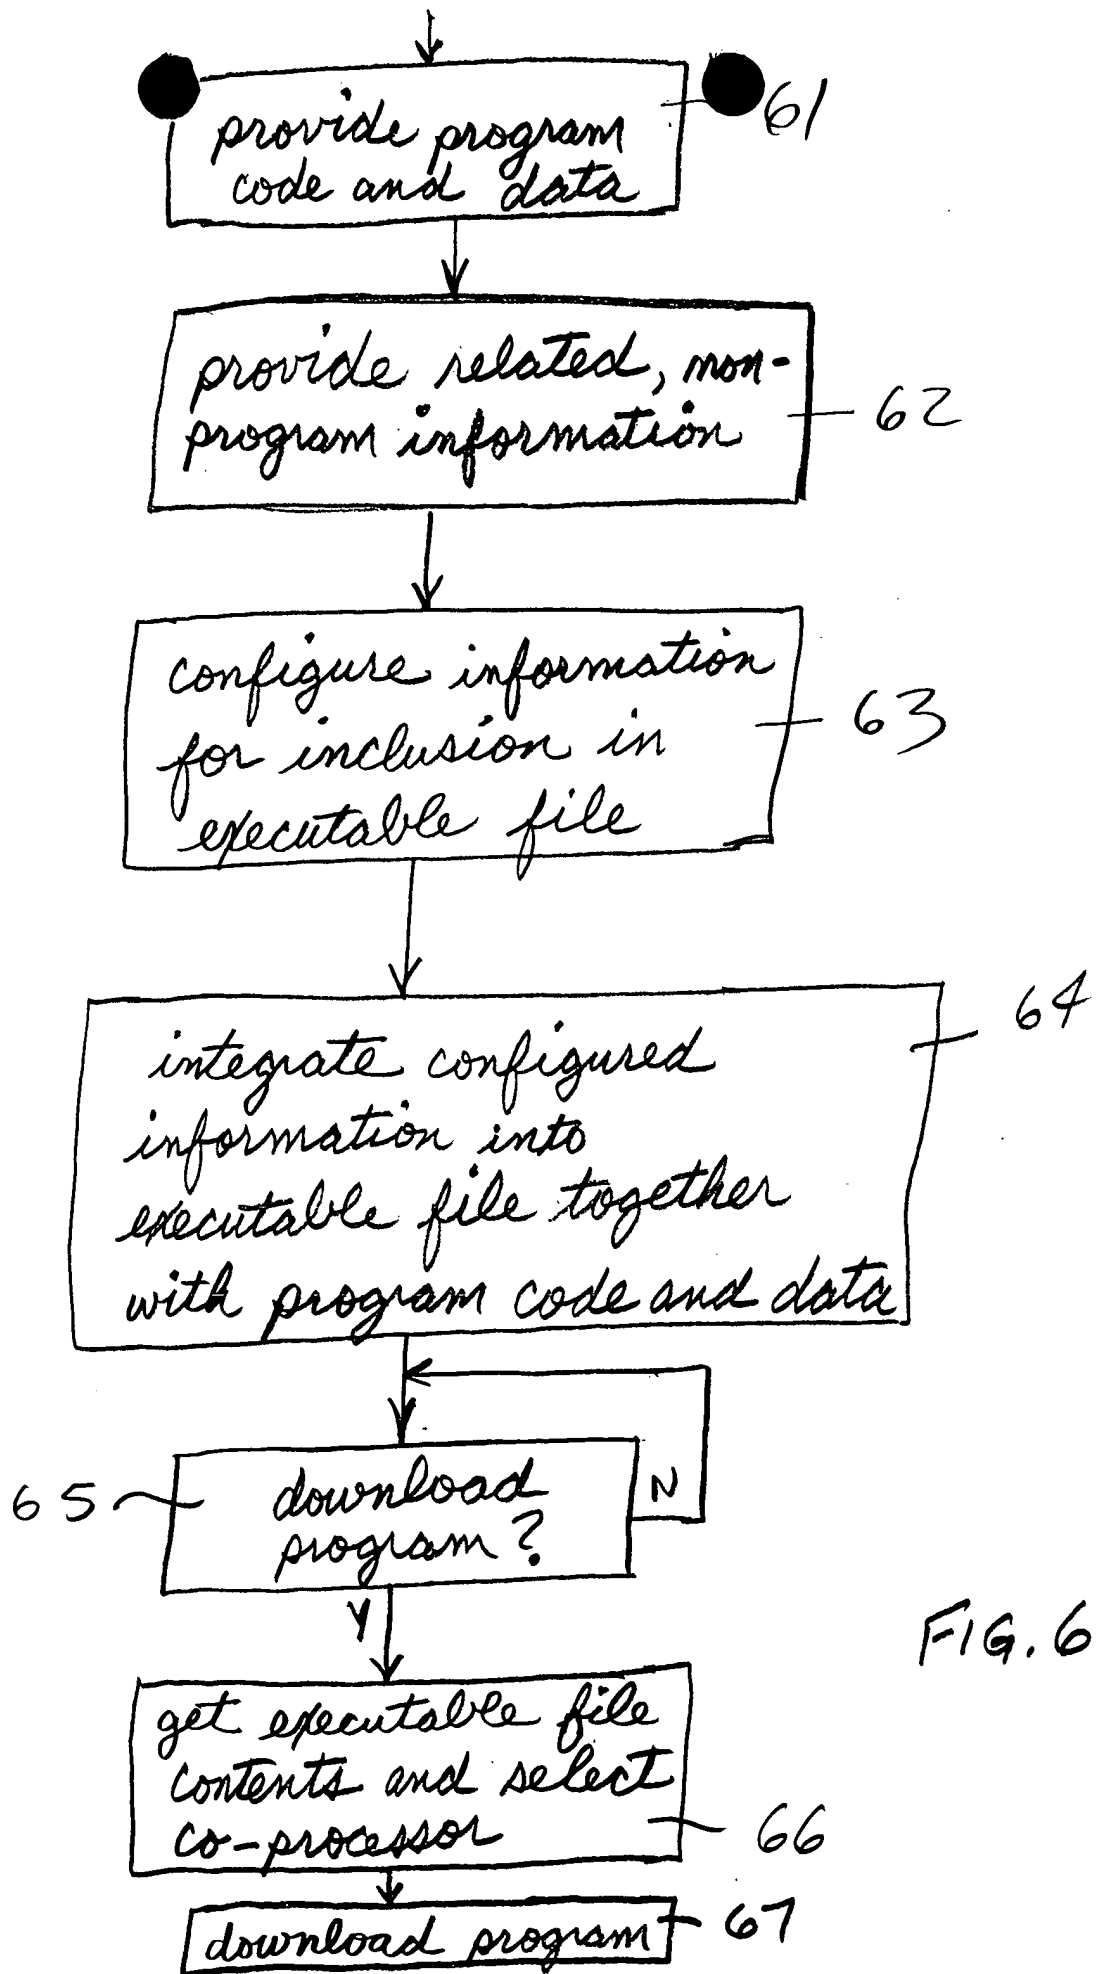 provide program
code and data
61
provide related, non-
program information
62
configure information
for inclusion in
executable file
63
integrate configured
information into
executable file together
with program code and data
64
download
program?
65
N
Y
get executable file
contents and select
co-processor
66
download program
67
FIG. 6